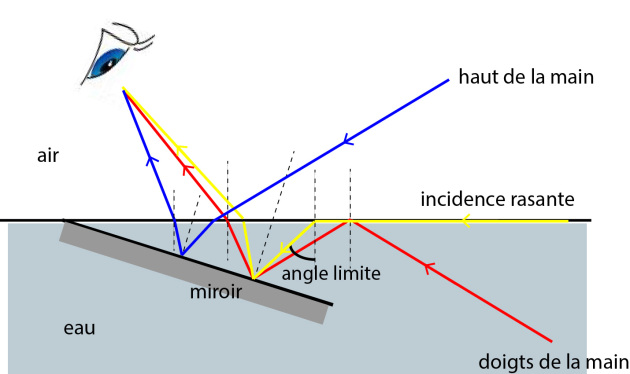 haut de la main
air
incidence rasante
angle limite
miroir
eau
doigts de la main